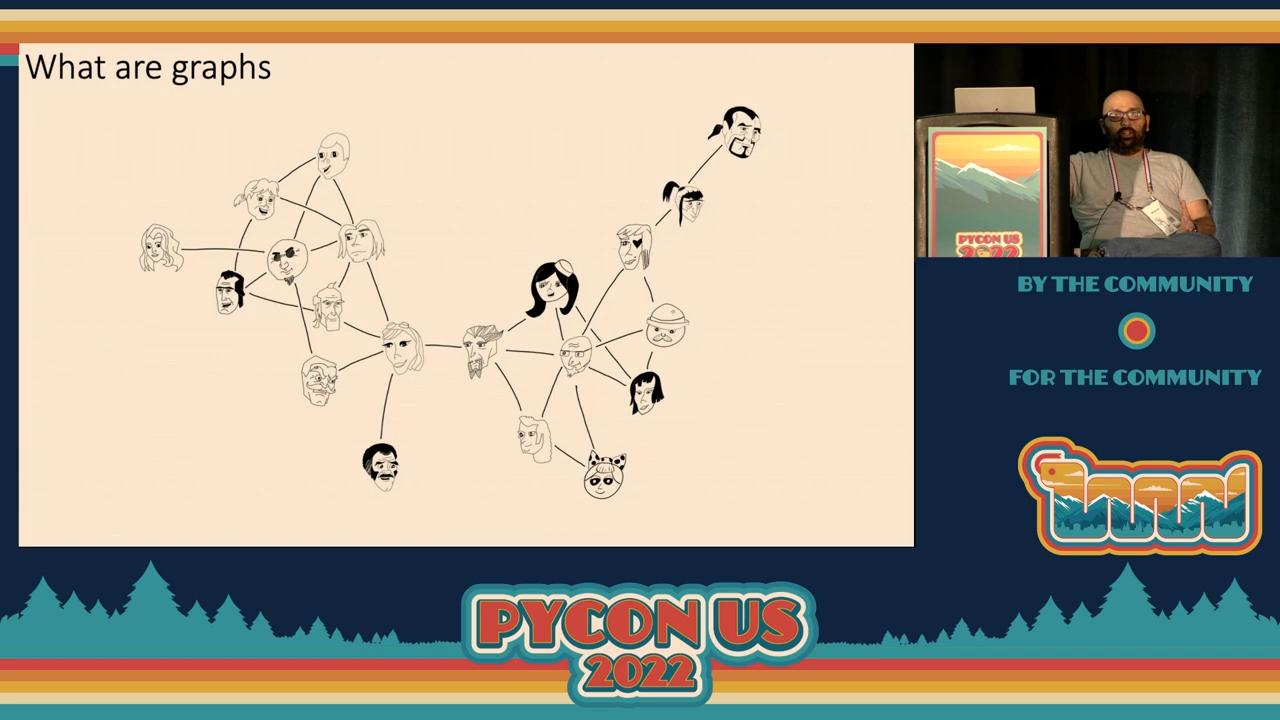 What are graphs
PYCON US
2022
BY THE COMMUNITY
FOR THE COMMUNITY
PYCON US
2022